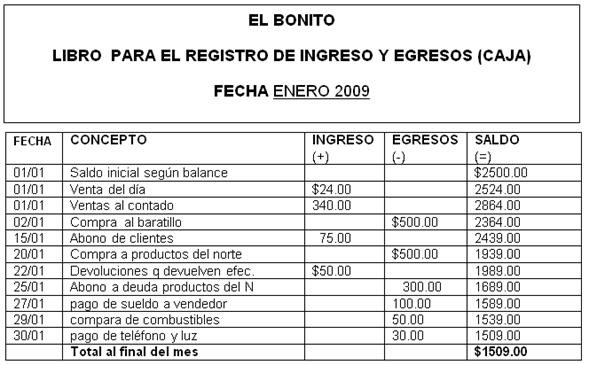 EL BONITO
LIBRO PARA EL REGISTRO DE INGRESO Y EGRESOS (CAJA)
FECHA ENERO 2009
FECHA CONCEPTO INGRESO (+) EGRESOS (-) SALDO (=)
01/01 Saldo inicial según balance $2500.00
01/01 Venta del día $24.00 2524.00
01/01 Ventas al contado 340.00 2864.00
02/01 Compra al baratillo $500.00 2364.00
15/01 Abono de clientes 75.00 2439.00
20/01 Compra a productos del norte $500.00 1939.00
22/01 Devoluciones q devuelven efec. $50.00 1989.00
25/01 Abono a deuda productos del N 300.00 1689.00
27/01 pago de sueldo a vendedor 100.00 1589.00
29/01 compara de combustibles 50.00 1539.00
30/01 pago de teléfono y luz 30.00 1509.00
Total al final del mes $1509.00